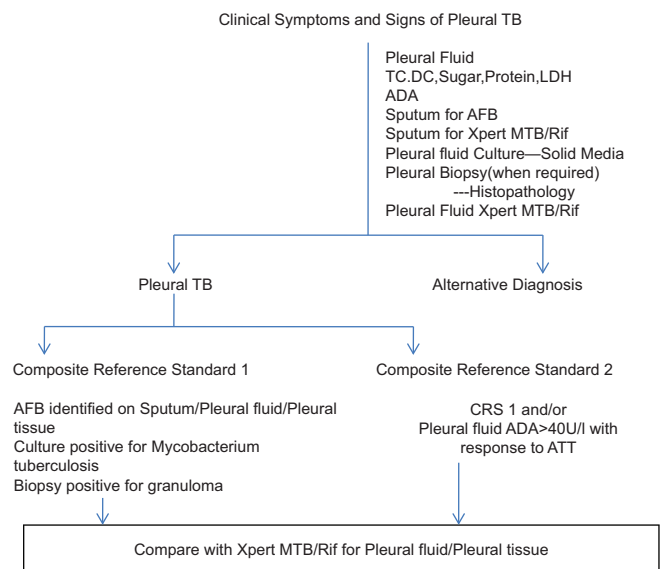 Clinical Symptoms and Signs of Pleural TB
Pleural Fluid
TC.DC,Sugar,Protein,LDH
ADA
Sputum for AFB
Sputum for Xpert MTB/Rif
Pleural fluid Culture—Solid Media
Pleural Biopsy(when required)
---Histopathology
Pleural Fluid Xpert MTB/Rif
Pleural TB
Alternative Diagnosis
Composite Reference Standard 1
AFB identified on Sputum/Pleural fluid/Pleural
tissue
Culture positive for Mycobacterium
tuberculosis
Biopsy positive for granuloma
Composite Reference Standard 2
CRS 1 and/or
Pleural fluid ADA>40U/l with
response to ATT
Compare with Xpert MTB/Rif for Pleural fluid/Pleural tissue